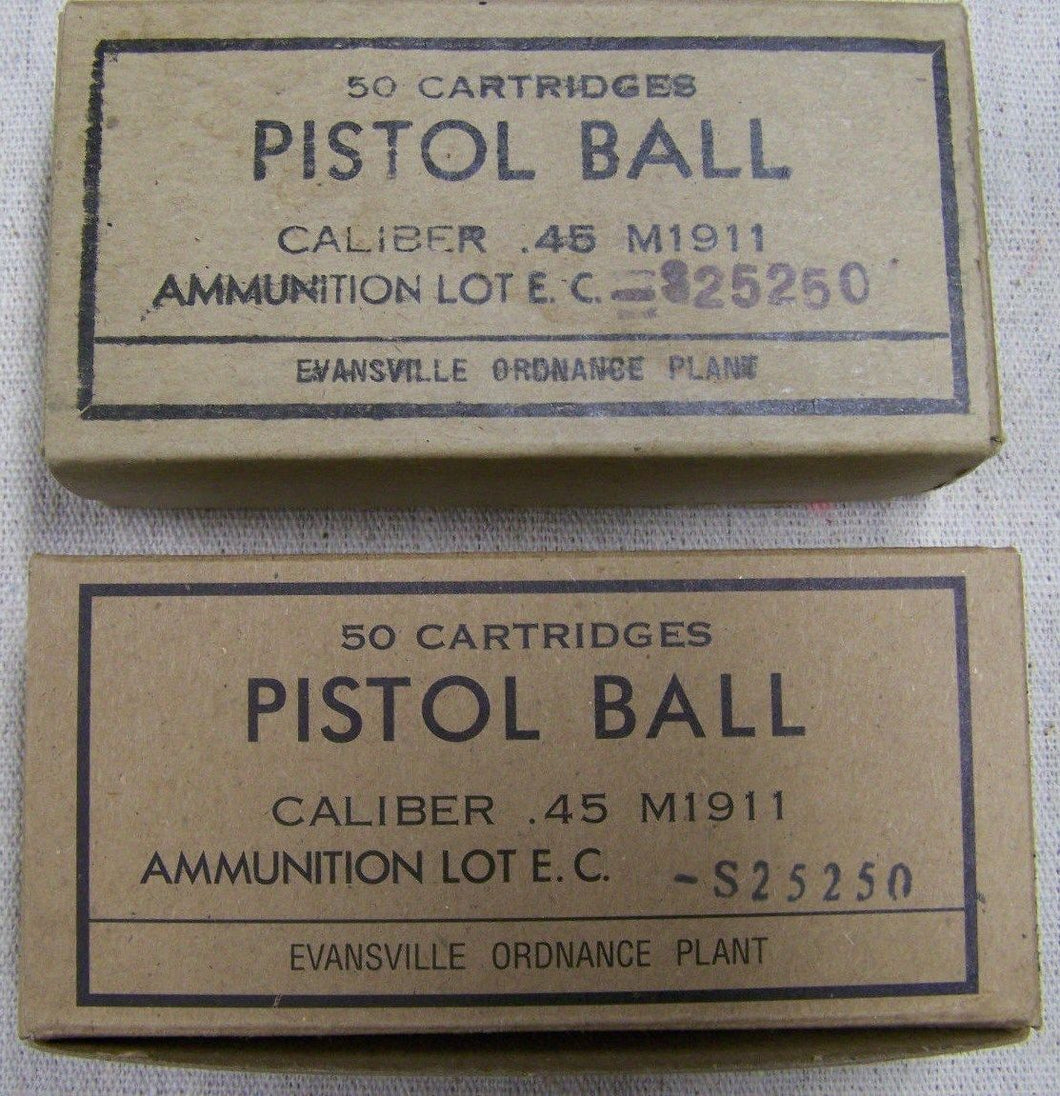 50 CARTRIDGES
PISTOL BALL
CALIBER .45 M1911
AMMUNITION LOT E. C. -S25250
EVANSVILLE ORDNANCE PLANT
50 CARTRIDGES
PISTOL BALL
CALIBER .45 M1911
AMMUNITION LOT E. C. -S25250
EVANSVILLE ORDNANCE PLANT